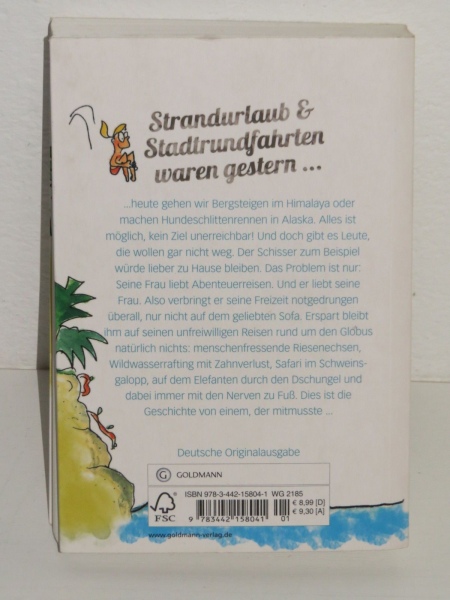 Strandurlaub &
Stadtrundfahrten
waren gestern ...
...heute gehen wir Bergsteigen im Himalaya oder
machen Hundeschlittenrennen in Alaska. Alles ist
möglich, kein Ziel unerreichbar! Und doch gibt es Leute,
die wollen gar nicht weg. Der Schisser zum Beispiel
würde lieber zu Hause bleiben. Das Problem ist nur:
Seine Frau liebt Abenteuerreisen. Und er liebt seine
Frau. Also verbringt er seine Freizeit notgedrungen
überall, nur nicht auf dem geliebten Sofa. Erspart bleibt
ihm auf seinen unfreiwilligen Reisen rund um den Globus
natürlich nichts: menschenfressende Riesenechsen,
Wildwasserrafting mit Zahnverlust, Safari im Schweins-
galopp, auf dem Elefanten durch den Dschungel und
dabei immer mit den Nerven zu Fuß. Dies ist die
Geschichte von einem, der mitmusste ...
Deutsche Originalausgabe
G GOLDMANN
ISBN 978-3-442-15804-1 WG 2185
€ 8,99 [D]
€ 9,30 [A]
FSC
9 783442 158041 01
www.goldmann-verlag.de